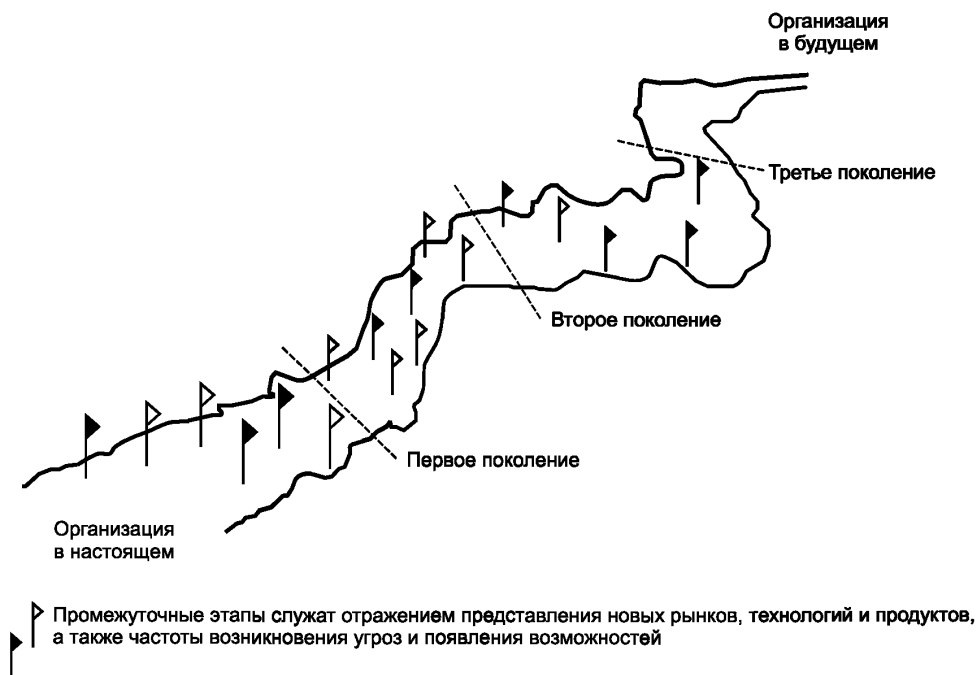 Организация
в будущем
Третье поколение
Второе поколение
Первое поколение
Организация
в настоящем
Промежуточные этапы служат отражением представления новых рынков, технологий и продуктов,
а также частоты возникновения угроз и появления возможностей